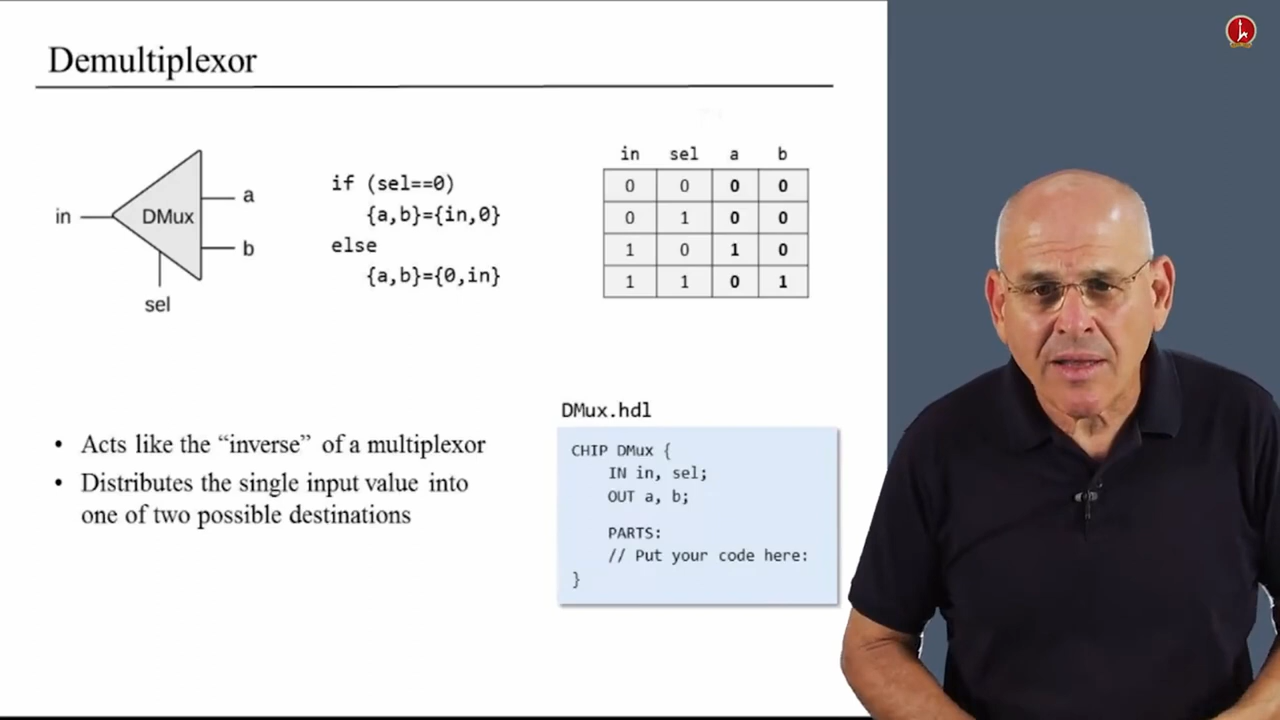 Demultiplexor
in
DMux
a
b
sel
if (sel==0)
{a,b}={in,0}
else
{a,b}={0,in}
in sel a b
0 0 0 0
0 1 0 0
1 0 1 0
1 1 0 1
• Acts like the “inverse” of a multiplexor
• Distributes the single input value into
one of two possible destinations
DMux.hdl
CHIP DMux {
IN in, sel;
OUT a, b;
PARTS:
// Put your code here:
}